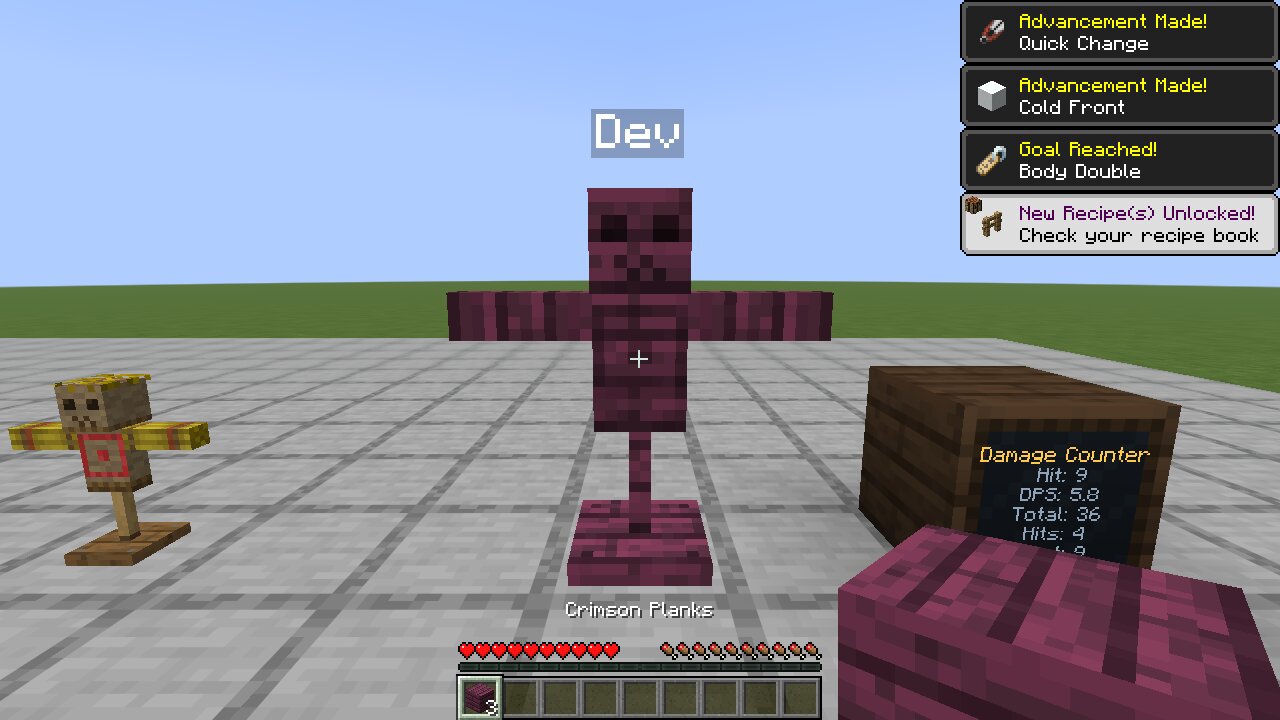 Advancement Made!
Quick Change
Advancement Made!
Cold Front
Goal Reached!
Body Double
New Recipe(s) Unlocked!
Check your recipe book
Dev
Damage Counter
Hit: 9
DPS: 5.8
Total: 36
Hits: 4
Crimson Planks
3